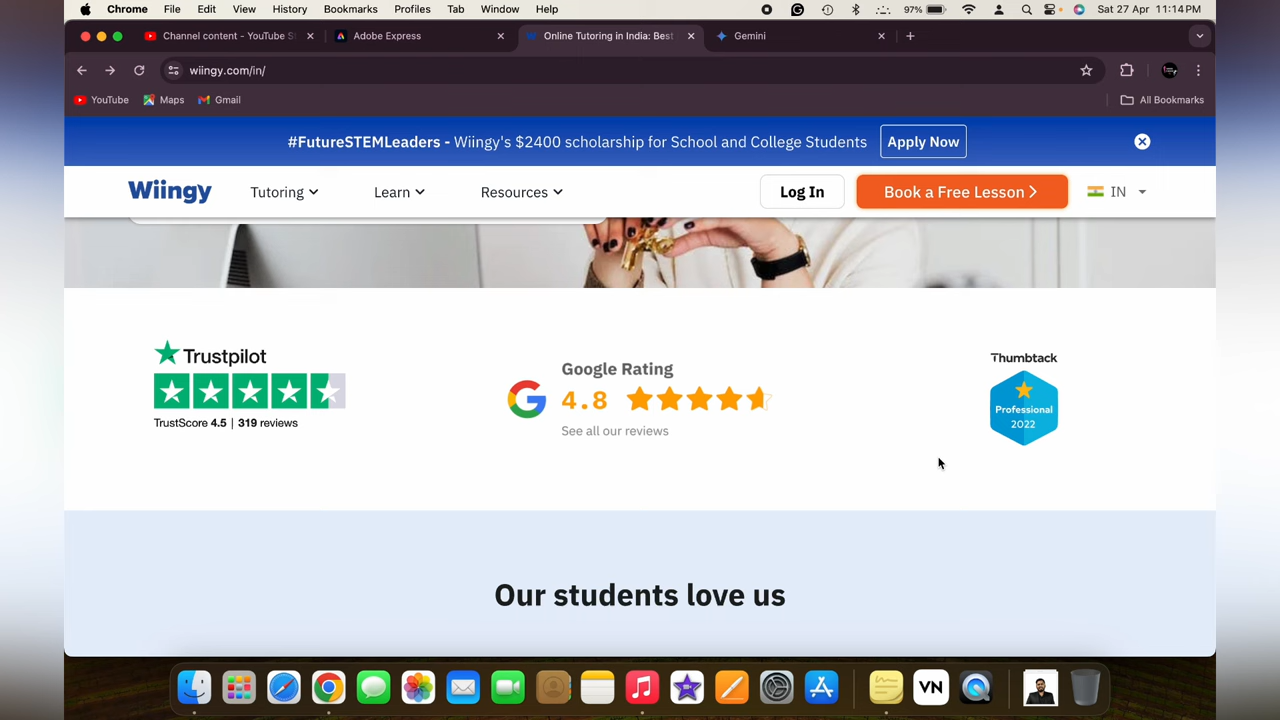 Chrome File Edit View History Bookmarks Profiles Tab Window Help 97% Sat 27 Apr 11:14 PM
Channel content - YouTube S Adobe Express Online Tutoring in India: Best Gemini
wiingy.com/in/
YouTube Maps Gmail All Bookmarks
#FutureSTEMLeaders - Wiingy's $2400 scholarship for School and College Students Apply Now
Wiingy Tutoring Learn Resources Log In Book a Free Lesson IN
Trustpilot
TrustScore 4.5 | 319 reviews
Google Rating
4.8
See all our reviews
Thumbtack
Professional
2022
Our students love us
VN